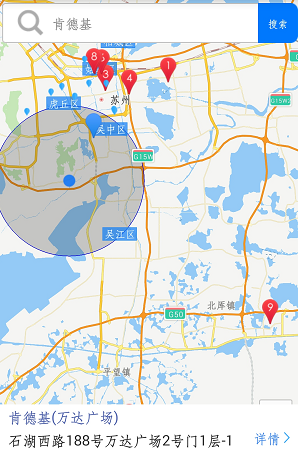 肯德基
搜索
8
3
4
1
苏州
虎丘区
吴中区
G15W
G15W2
吴江区
G50
北厍镇
9
平望镇
肯德基(万达广场)
石湖西路188号万达广场2号门1层-1
详情